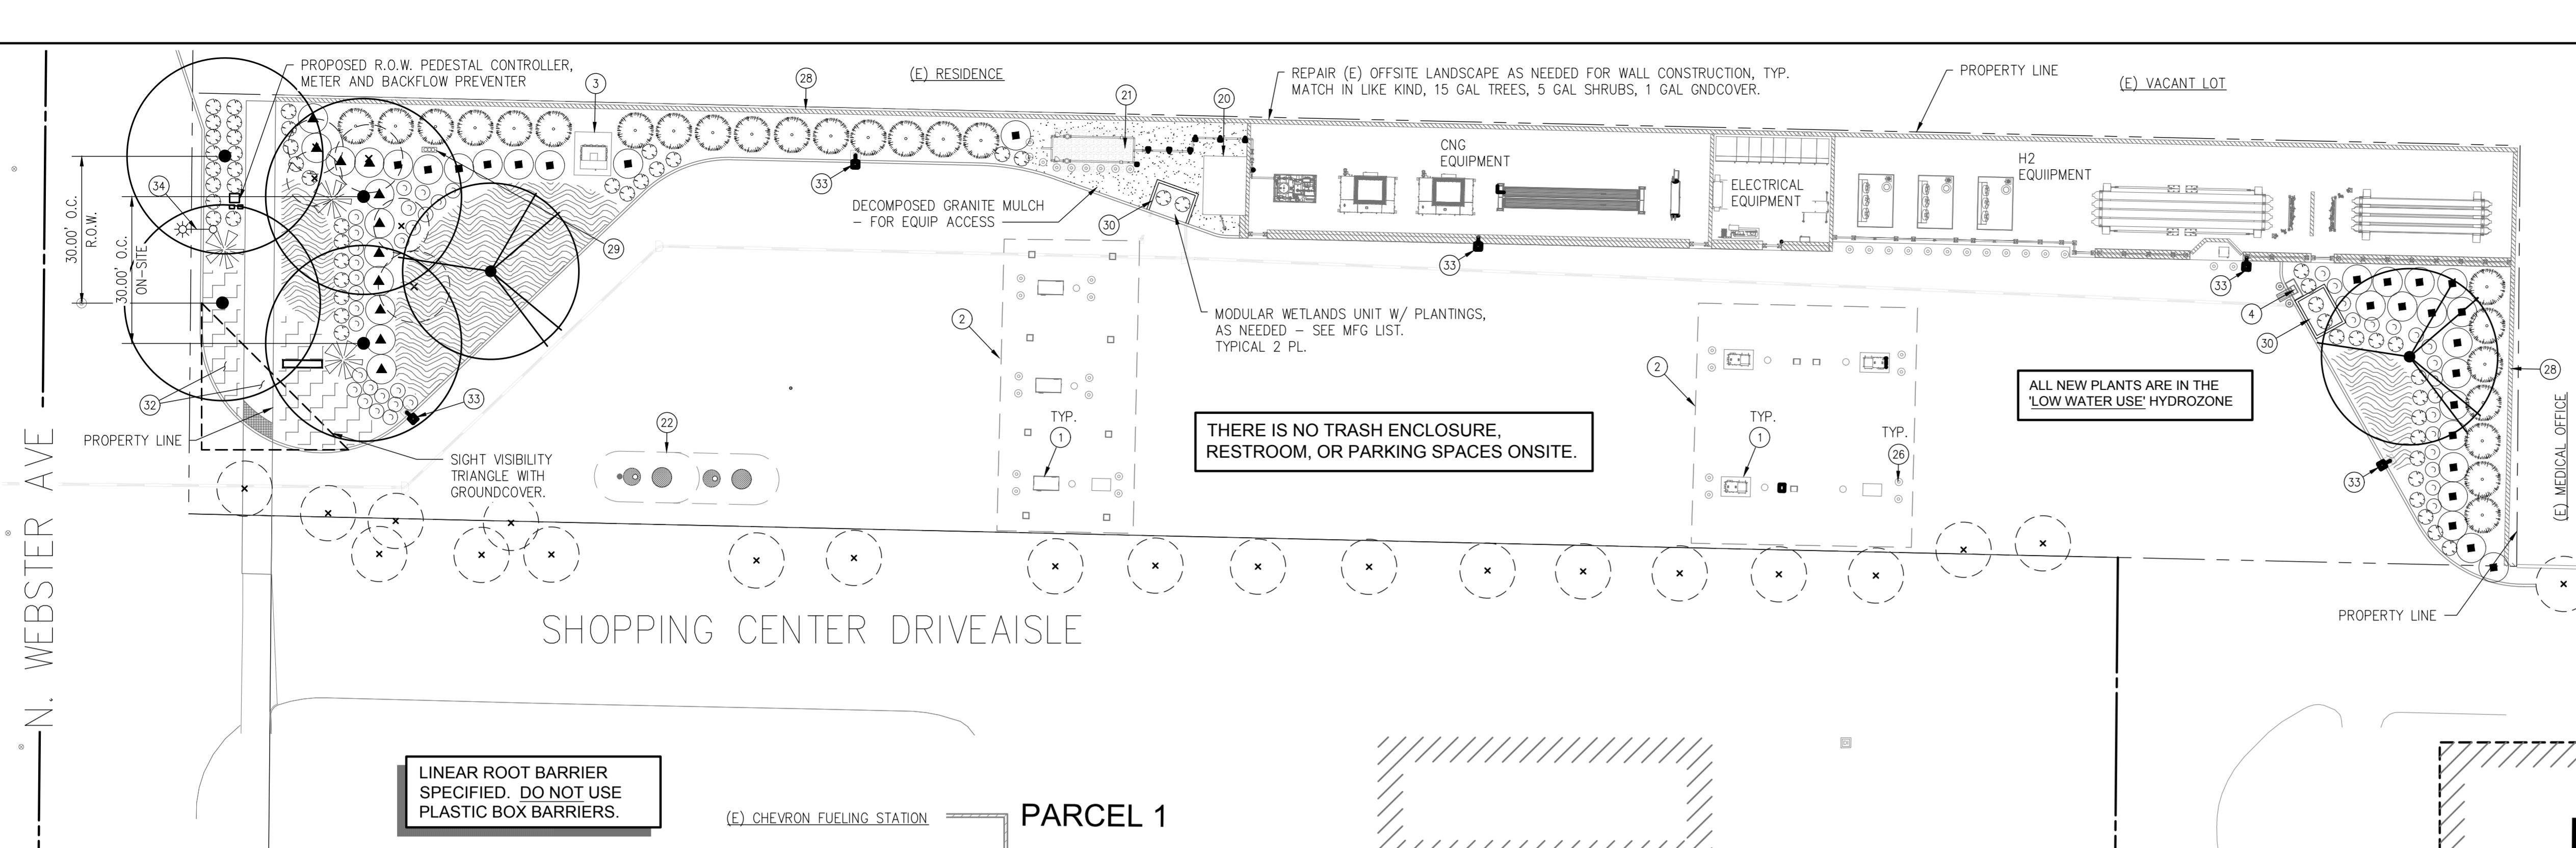 PROPOSED R.O.W. PEDESTAL CONTROLLER,
METER AND BACKFLOW PREVENTER
3
28
(E) RESIDENCE
21
20
REPAIR (E) OFFSITE LANDSCAPE AS NEEDED FOR WALL CONSTRUCTION, TYP.
MATCH IN LIKE KIND, 15 GAL TREES, 5 GAL SHRUBS, 1 GAL GNDCOVER.
PROPERTY LINE
(E) VACANT LOT
34
30.00' O.C.
R.O.W.
30.00' O.C.
ON-SITE
33
DECOMPOSED GRANITE MULCH
- FOR EQUIP ACCESS
30
29
CNG
EQUIPMENT
ELECTRICAL
EQUIPMENT
H2
EQUIIPMENT
33
33
4
30
2
MODULAR WETLANDS UNIT W/ PLANTINGS,
AS NEEDED - SEE MFG LIST.
TYPICAL 2 PL.
2
ALL NEW PLANTS ARE IN THE
'LOW WATER USE' HYDROZONE
28
(E) MEDICAL OFFICE
32
33
PROPERTY LINE
22
TYP.
1
THERE IS NO TRASH ENCLOSURE,
RESTROOM, OR PARKING SPACES ONSITE.
TYP.
1
TYP.
26
33
SIGHT VISIBILITY
TRIANGLE WITH
GROUNDCOVER.
N. WEBSTER AVE
SHOPPING CENTER DRIVEAISLE
PROPERTY LINE
LINEAR ROOT BARRIER
SPECIFIED. DO NOT USE
PLASTIC BOX BARRIERS.
(E) CHEVRON FUELING STATION
PARCEL 1